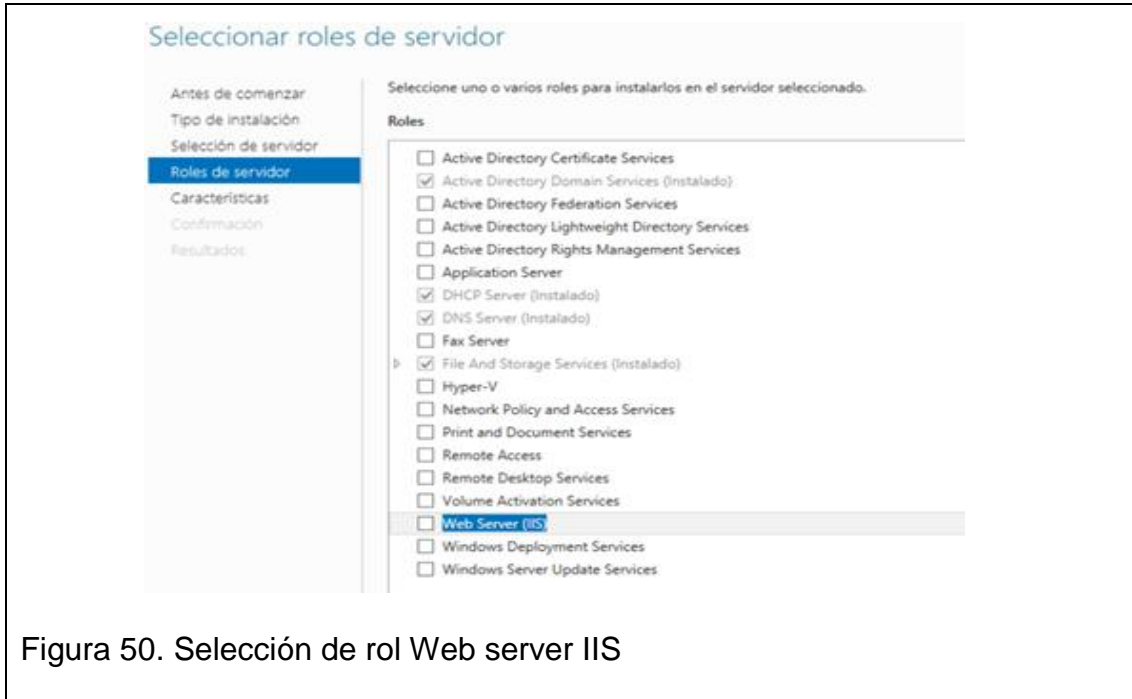 Seleccionar roles de servidor
Antes de comenzar
Tipo de instalación
Selección de servidor
Roles de servidor
Características
Confirmación
Resultados
Seleccione uno o varios roles para instalarlos en el servidor seleccionado.
Roles
Active Directory Certificate Services
Active Directory Domain Services (Instalado)
Active Directory Federation Services
Active Directory Lightweight Directory Services
Active Directory Rights Management Services
Application Server
DHCP Server (Instalado)
DNS Server (Instalado)
Fax Server
File And Storage Services (Instalado)
Hyper-V
Network Policy and Access Services
Print and Document Services
Remote Access
Remote Desktop Services
Volume Activation Services
Web Server (IIS)
Windows Deployment Services
Windows Server Update Services
Figura 50. Selección de rol Web server IIS